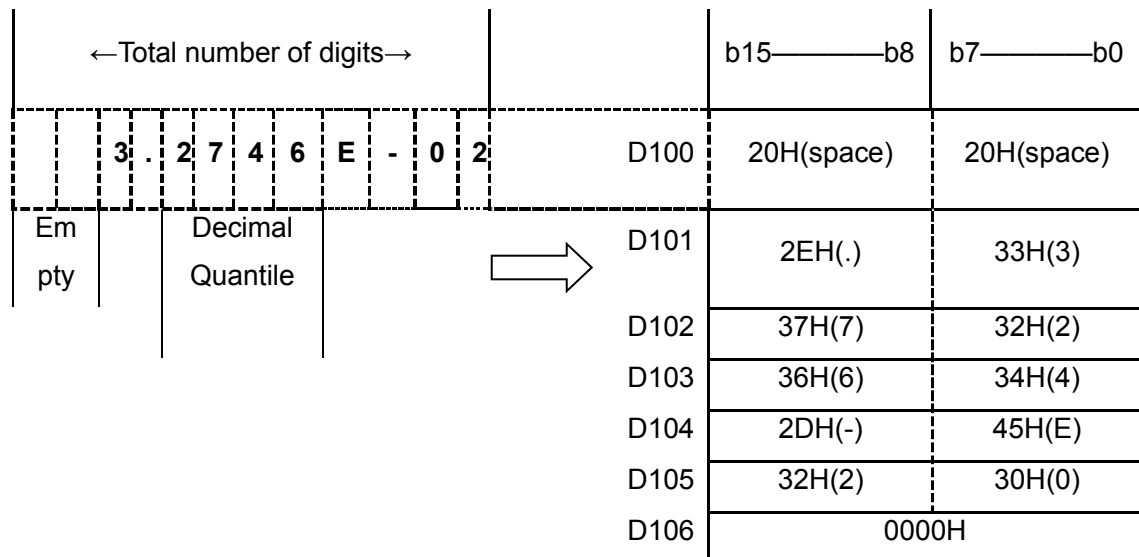 ←Total number of digits→ b15————b8 b7————b0
3 . 2 7 4 6 E - 0 2 D100 20H(space) 20H(space)
Em Decimal D101 2EH(.) 33H(3)
pty Quantile
D102 37H(7) 32H(2)
D103 36H(6) 34H(4)
D104 2DH(-) 45H(E)
D105 32H(2) 30H(0)
D106 0000H